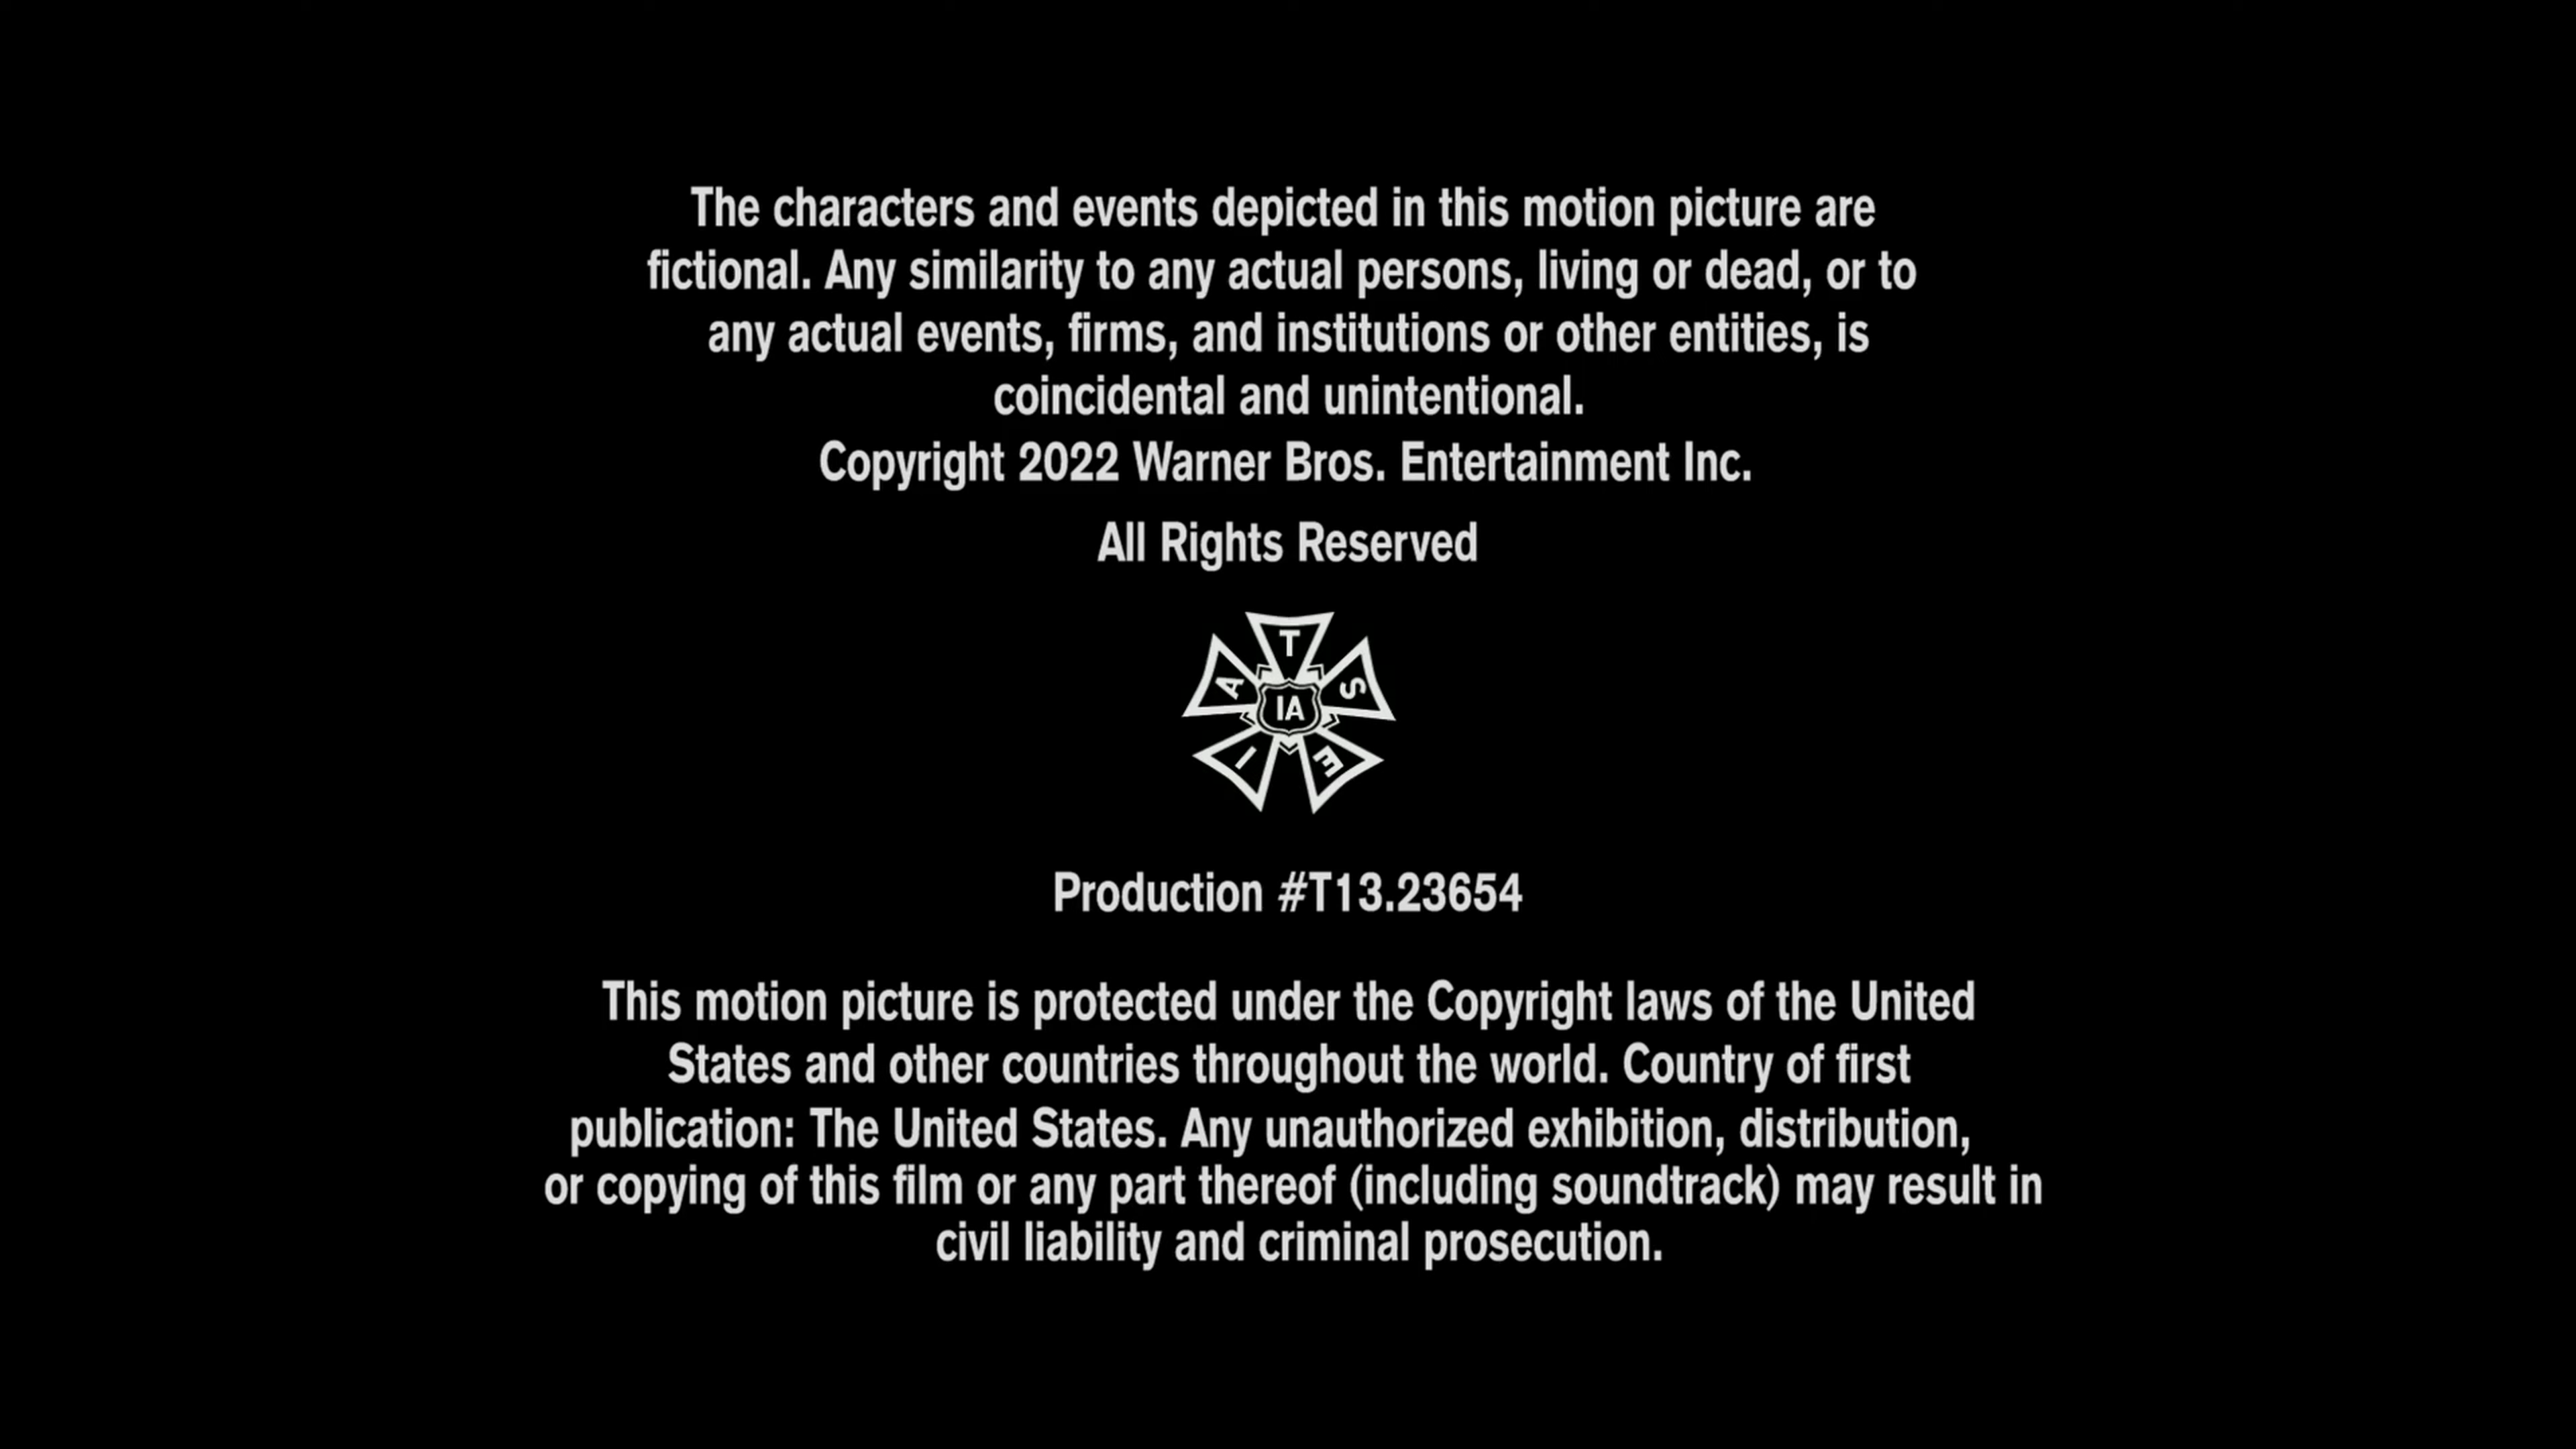 The characters and events depicted in this motion picture are
fictional. Any similarity to any actual persons, living or dead, or to
any actual events, firms, and institutions or other entities, is
coincidental and unintentional.
Copyright 2022 Warner Bros. Entertainment Inc.
All Rights Reserved
I A T S E
IA
Production #T13.23654
This motion picture is protected under the Copyright laws of the United
States and other countries throughout the world. Country of first
publication: The United States. Any unauthorized exhibition, distribution,
or copying of this film or any part thereof (including soundtrack) may result in
civil liability and criminal prosecution.